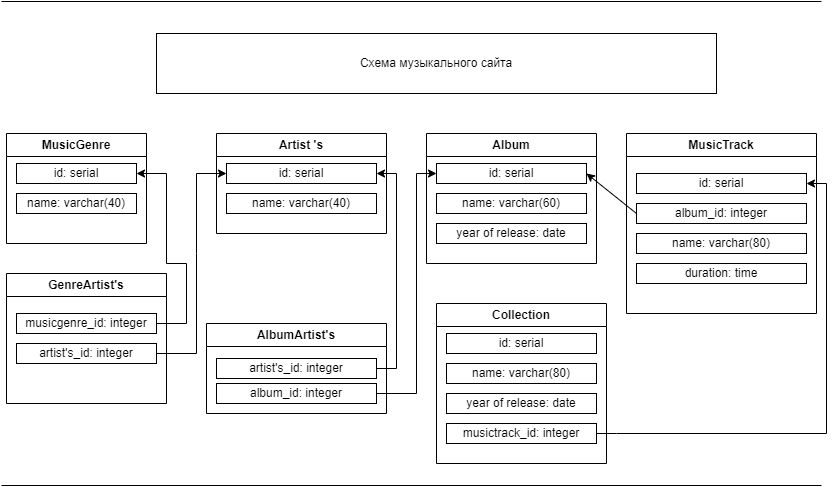 Схема музыкального сайта
MusicGenre
id: serial
name: varchar(40)
Artist 's
id: serial
name: varchar(40)
Album
id: serial
name: varchar(60)
year of release: date
MusicTrack
id: serial
album_id: integer
name: varchar(80)
duration: time
GenreArtist's
musicgenre_id: integer
artist's_id: integer
AlbumArtist's
artist's_id: integer
album_id: integer
Collection
id: serial
name: varchar(80)
year of release: date
musictrack_id: integer